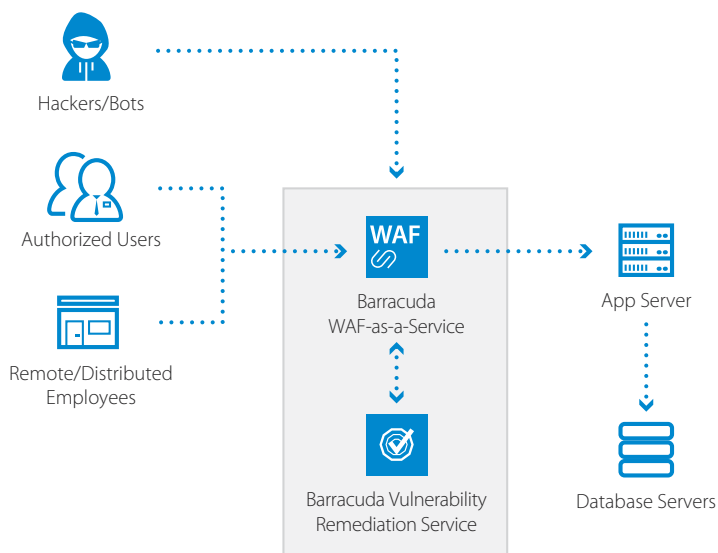 Hackers/Bots
Authorized Users
Remote/Distributed
Employees
WAF
Barracuda
WAF-as-a-Service
Barracuda Vulnerability
Remediation Service
App Server
Database Servers